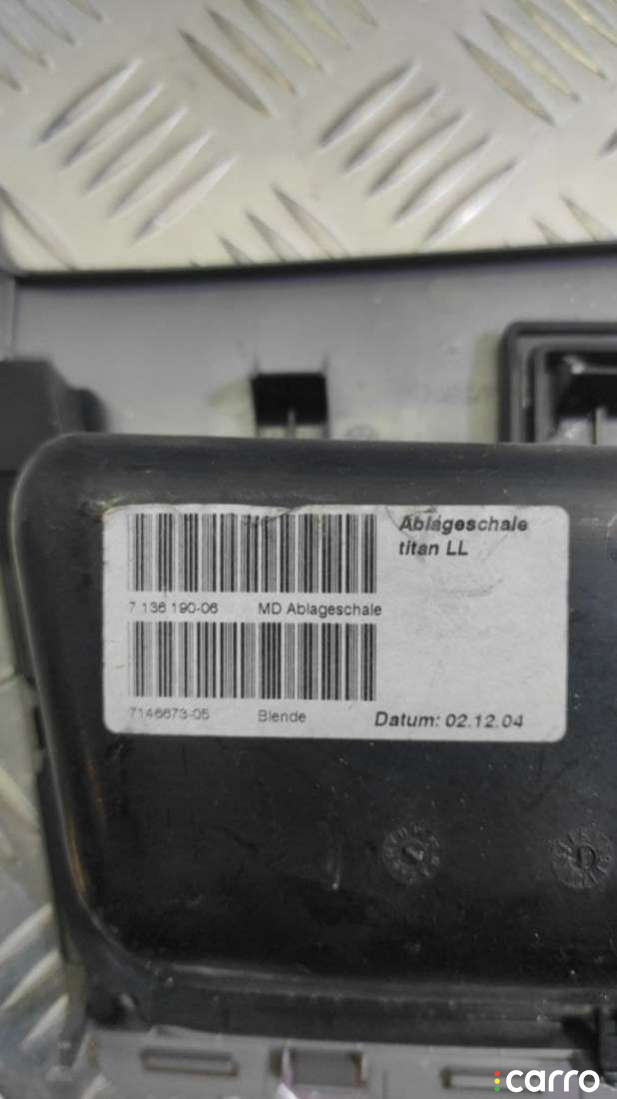 Ablageschale
titan LL
7 136 190-06 MD Ablageschale
7146673-05 Blende
Datum: 02.12.04
carro